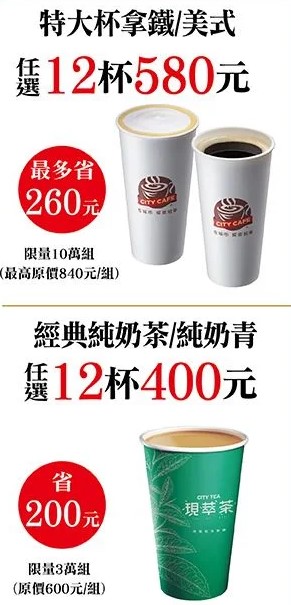 特大杯拿鐵/美式
任選12杯580元
最多省
260元
限量10萬組
(最高原價840元/組)
CITY CAFE
CITY CAFE
經典純奶茶/純奶青
任選12杯400元
省
200元
限量3萬組
(原價600元/組)
CITY TEA
現萃茶